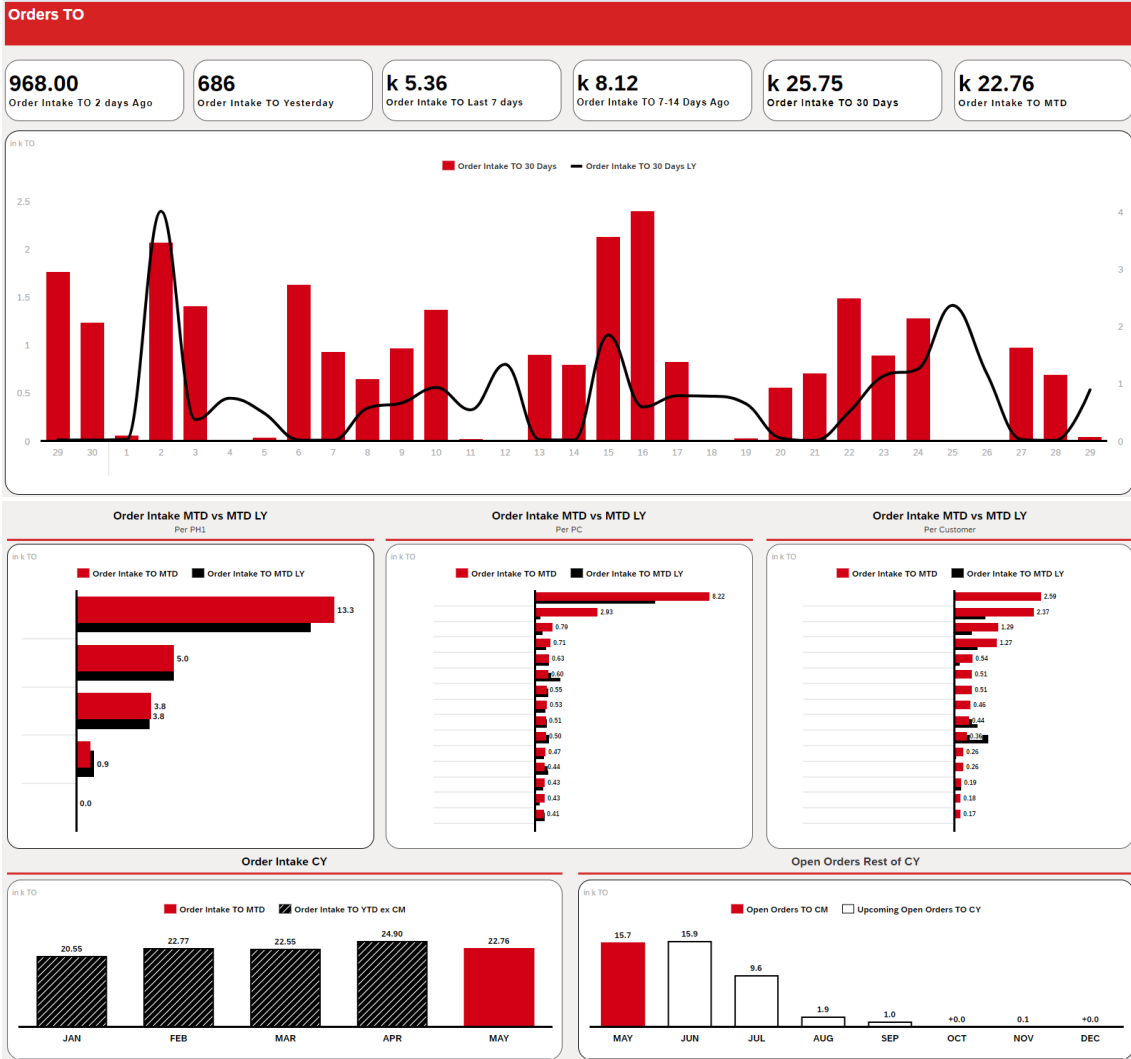 Orders TO
968.00
Order Intake TO 2 days Ago
686
Order Intake TO Yesterday
k 5.36
Order Intake TO Last 7 days
k 8.12
Order Intake TO 7-14 Days Ago
k 25.75
Order Intake TO 30 Days
k 22.76
Order Intake TO MTD
in k TO
Order Intake TO 30 Days Order Intake TO 30 Days LY
2.5
2
1.5
1
0.5
0
4
3
2
1
0
29 30 1 2 3 4 5 6 7 8 9 10 11 12 13 14 15 16 17 18 19 20 21 22 23 24 25 26 27 28 29
Order Intake MTD vs MTD LY
Per PH1
in k TO
Order Intake TO MTD Order Intake TO MTD LY
13.3
5.0
3.8
3.8
0.9
0.0
Order Intake MTD vs MTD LY
Per PC
in k TO
Order Intake TO MTD Order Intake TO MTD LY
8.22
2.93
0.79
0.71
0.63
0.60
0.55
0.53
0.51
0.50
0.47
0.44
0.43
0.43
0.41
Order Intake MTD vs MTD LY
Per Customer
in k TO
Order Intake TO MTD Order Intake TO MTD LY
2.59
2.37
1.29
1.27
0.54
0.51
0.51
0.46
0.44
0.36
0.26
0.26
0.19
0.18
0.17
Order Intake CY
in k TO
Order Intake TO MTD Order Intake TO YTD ex CM
20.55 22.77 22.55 24.90 22.76
JAN FEB MAR APR MAY
Open Orders Rest of CY
in k TO
Open Orders TO CM Upcoming Open Orders TO CY
15.7 15.9 9.6 1.9 1.0 +0.0 0.1 +0.0
MAY JUN JUL AUG SEP OCT NOV DEC